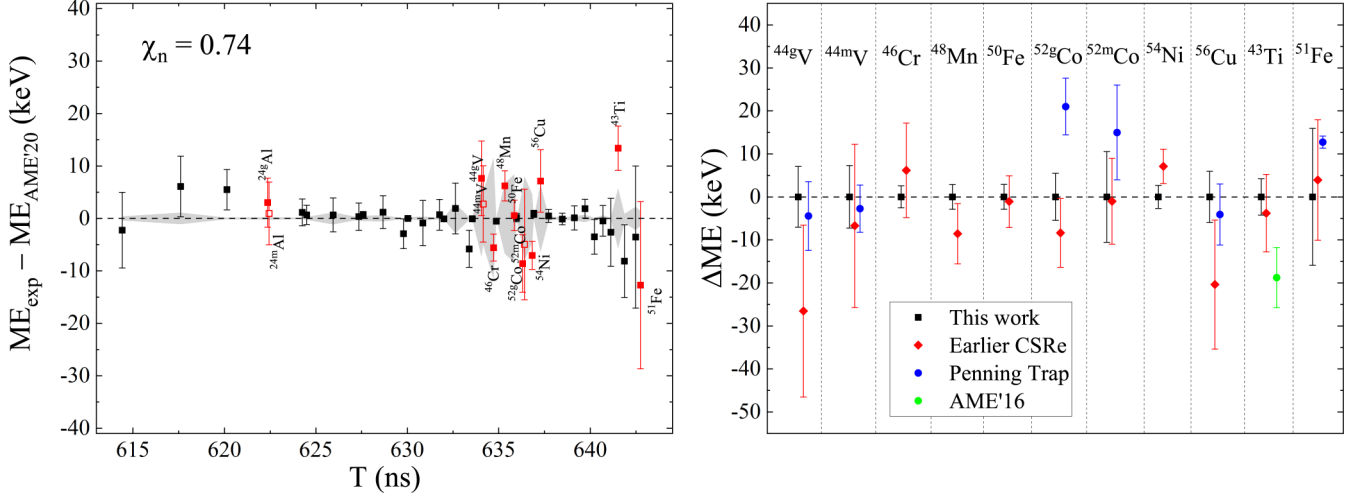 χn = 0.74
ME_exp − ME_AME'20 (keV)
40
30
20
10
0
-10
-20
-30
-40
24gAl
24mAl
44gV
44mV
46Cr
48Mn
50Fe
52gCo
52mCo
54Ni
56Cu
43Ti
51Fe
615 620 625 630 635 640
T (ns)
ΔME (keV)
40
30
20
10
0
-10
-20
-30
-40
-50
44gV 44mV 46Cr 48Mn 50Fe 52gCo 52mCo 54Ni 56Cu 43Ti 51Fe
This work
Earlier CSRe
Penning Trap
AME'16